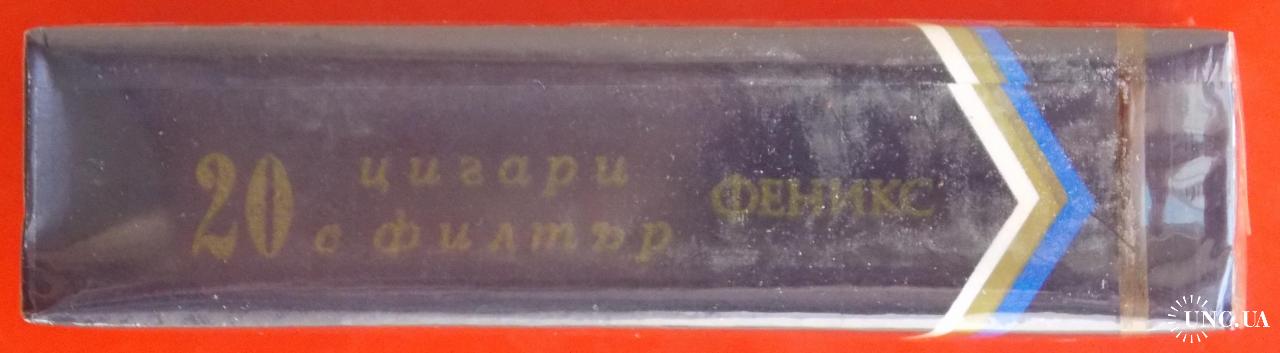 20 цигари
с филтър
ФЕНИКС
UNC.UA